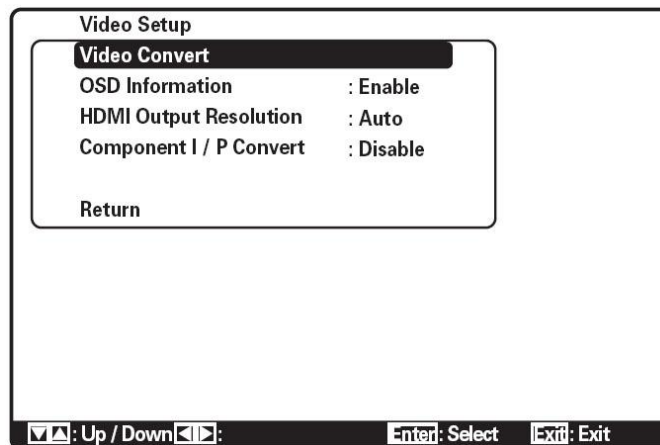 Video Setup
Video Convert
OSD Information : Enable
HDMI Output Resolution : Auto
Component I / P Convert : Disable
Return
▼▲: Up / Down ◀▶: Enter: Select Exit: Exit